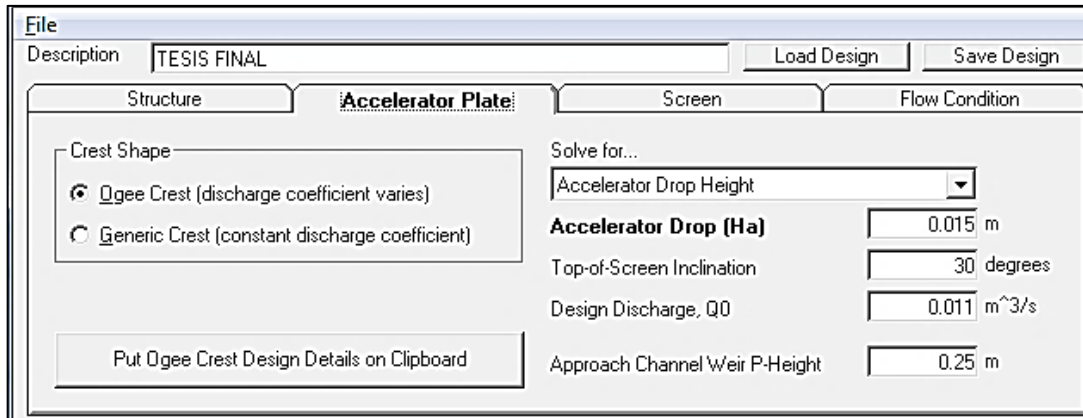 File
Description TESIS FINAL Load Design Save Design
Structure Accelerator Plate Screen Flow Condition
Crest Shape
Ogee Crest (discharge coefficient varies)
Generic Crest (constant discharge coefficient)
Put Ogee Crest Design Details on Clipboard
Solve for...
Accelerator Drop Height
Accelerator Drop (Ha) 0.015 m
Top-of-Screen Inclination 30 degrees
Design Discharge, Q0 0.011 m^3/s
Approach Channel Weir P-Height 0.25 m